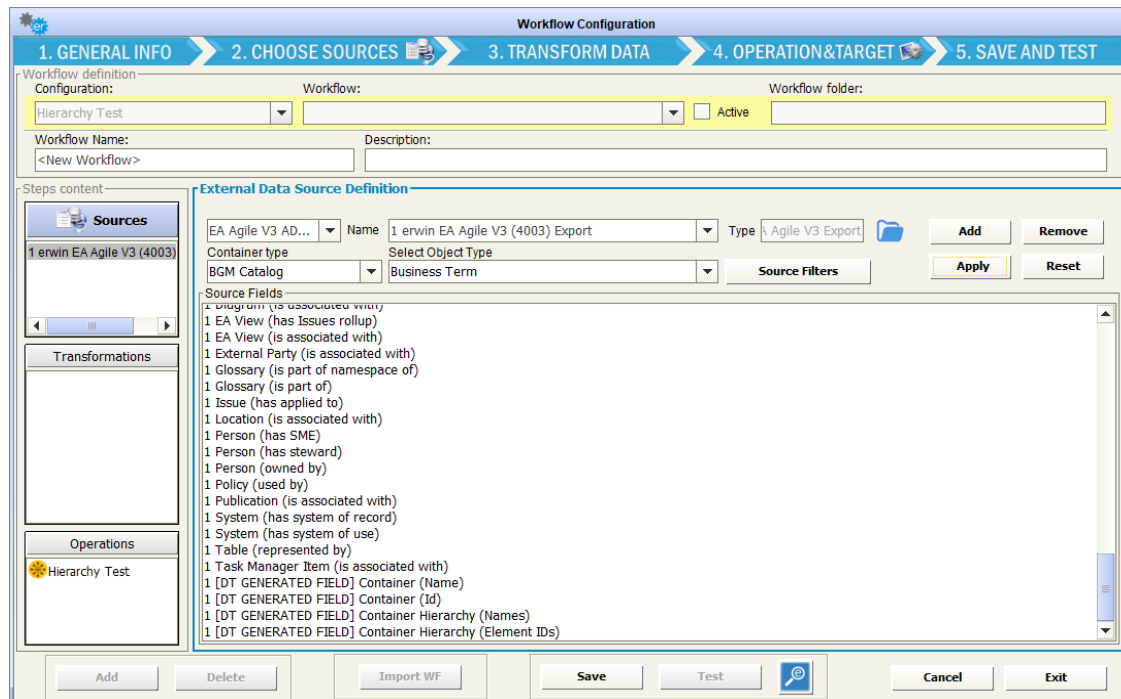 Workflow Configuration
1. GENERAL INFO
2. CHOOSE SOURCES
3. TRANSFORM DATA
4. OPERATION&TARGET
5. SAVE AND TEST
Workflow definition
Configuration:
Workflow:
Workflow folder:
Hierarchy Test
Active
Workflow Name:
Description:
<New Workflow>
Steps content
Sources
1 erwin EA Agile V3 (4003)
Transformations
Operations
Hierarchy Test
External Data Source Definition
EA Agile V3 AD... Name 1 erwin EA Agile V3 (4003) Export Type Agile V3 Export Add Remove
Container type
Select Object Type
BGM Catalog
Business Term
Source Filters
Apply
Reset
Source Fields
1 Diagram (is associated with)
1 EA View (has Issues rollup)
1 EA View (is associated with)
1 External Party (is associated with)
1 Glossary (is part of namespace of)
1 Glossary (is part of)
1 Issue (has applied to)
1 Location (is associated with)
1 Person (has SME)
1 Person (has steward)
1 Person (owned by)
1 Policy (used by)
1 Publication (is associated with)
1 System (has system of record)
1 System (has system of use)
1 Table (represented by)
1 Task Manager Item (is associated with)
1 [DT GENERATED FIELD] Container (Name)
1 [DT GENERATED FIELD] Container (Id)
1 [DT GENERATED FIELD] Container Hierarchy (Names)
1 [DT GENERATED FIELD] Container Hierarchy (Element IDs)
Add
Delete
Import WF
Save
Test
Cancel
Exit